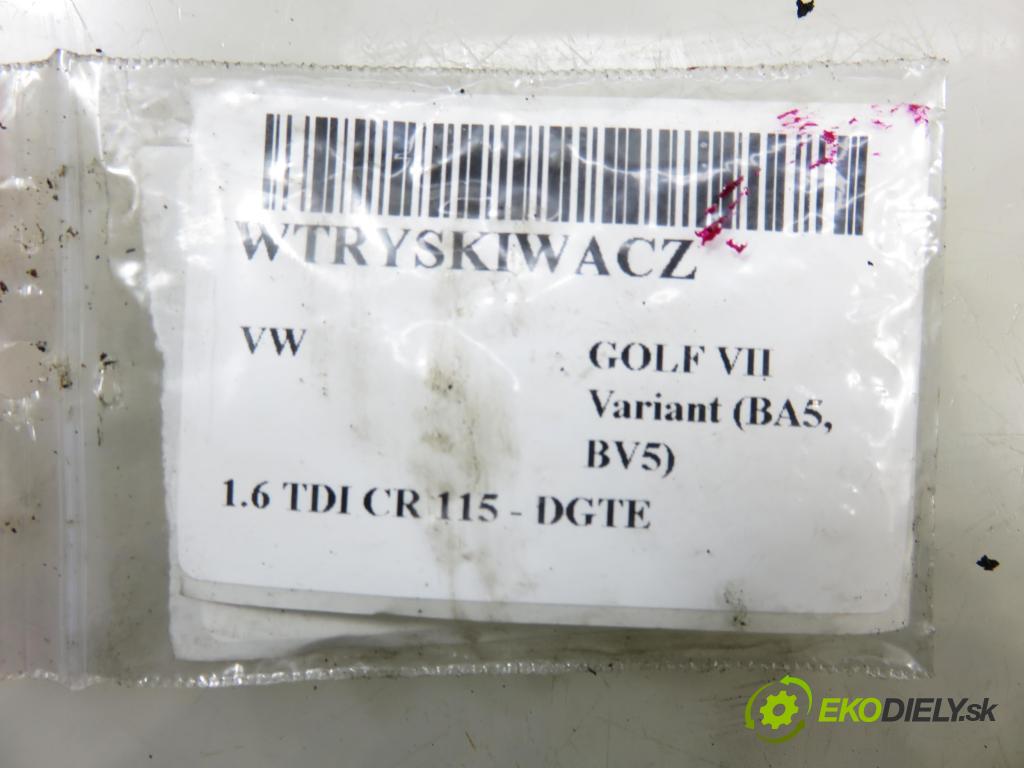 WTRYSKIWACZ
VW
GOLF VII
Variant (BA5,
BV5)
1.6 TDI CR 115 - DGTE
EKODIELY.sk